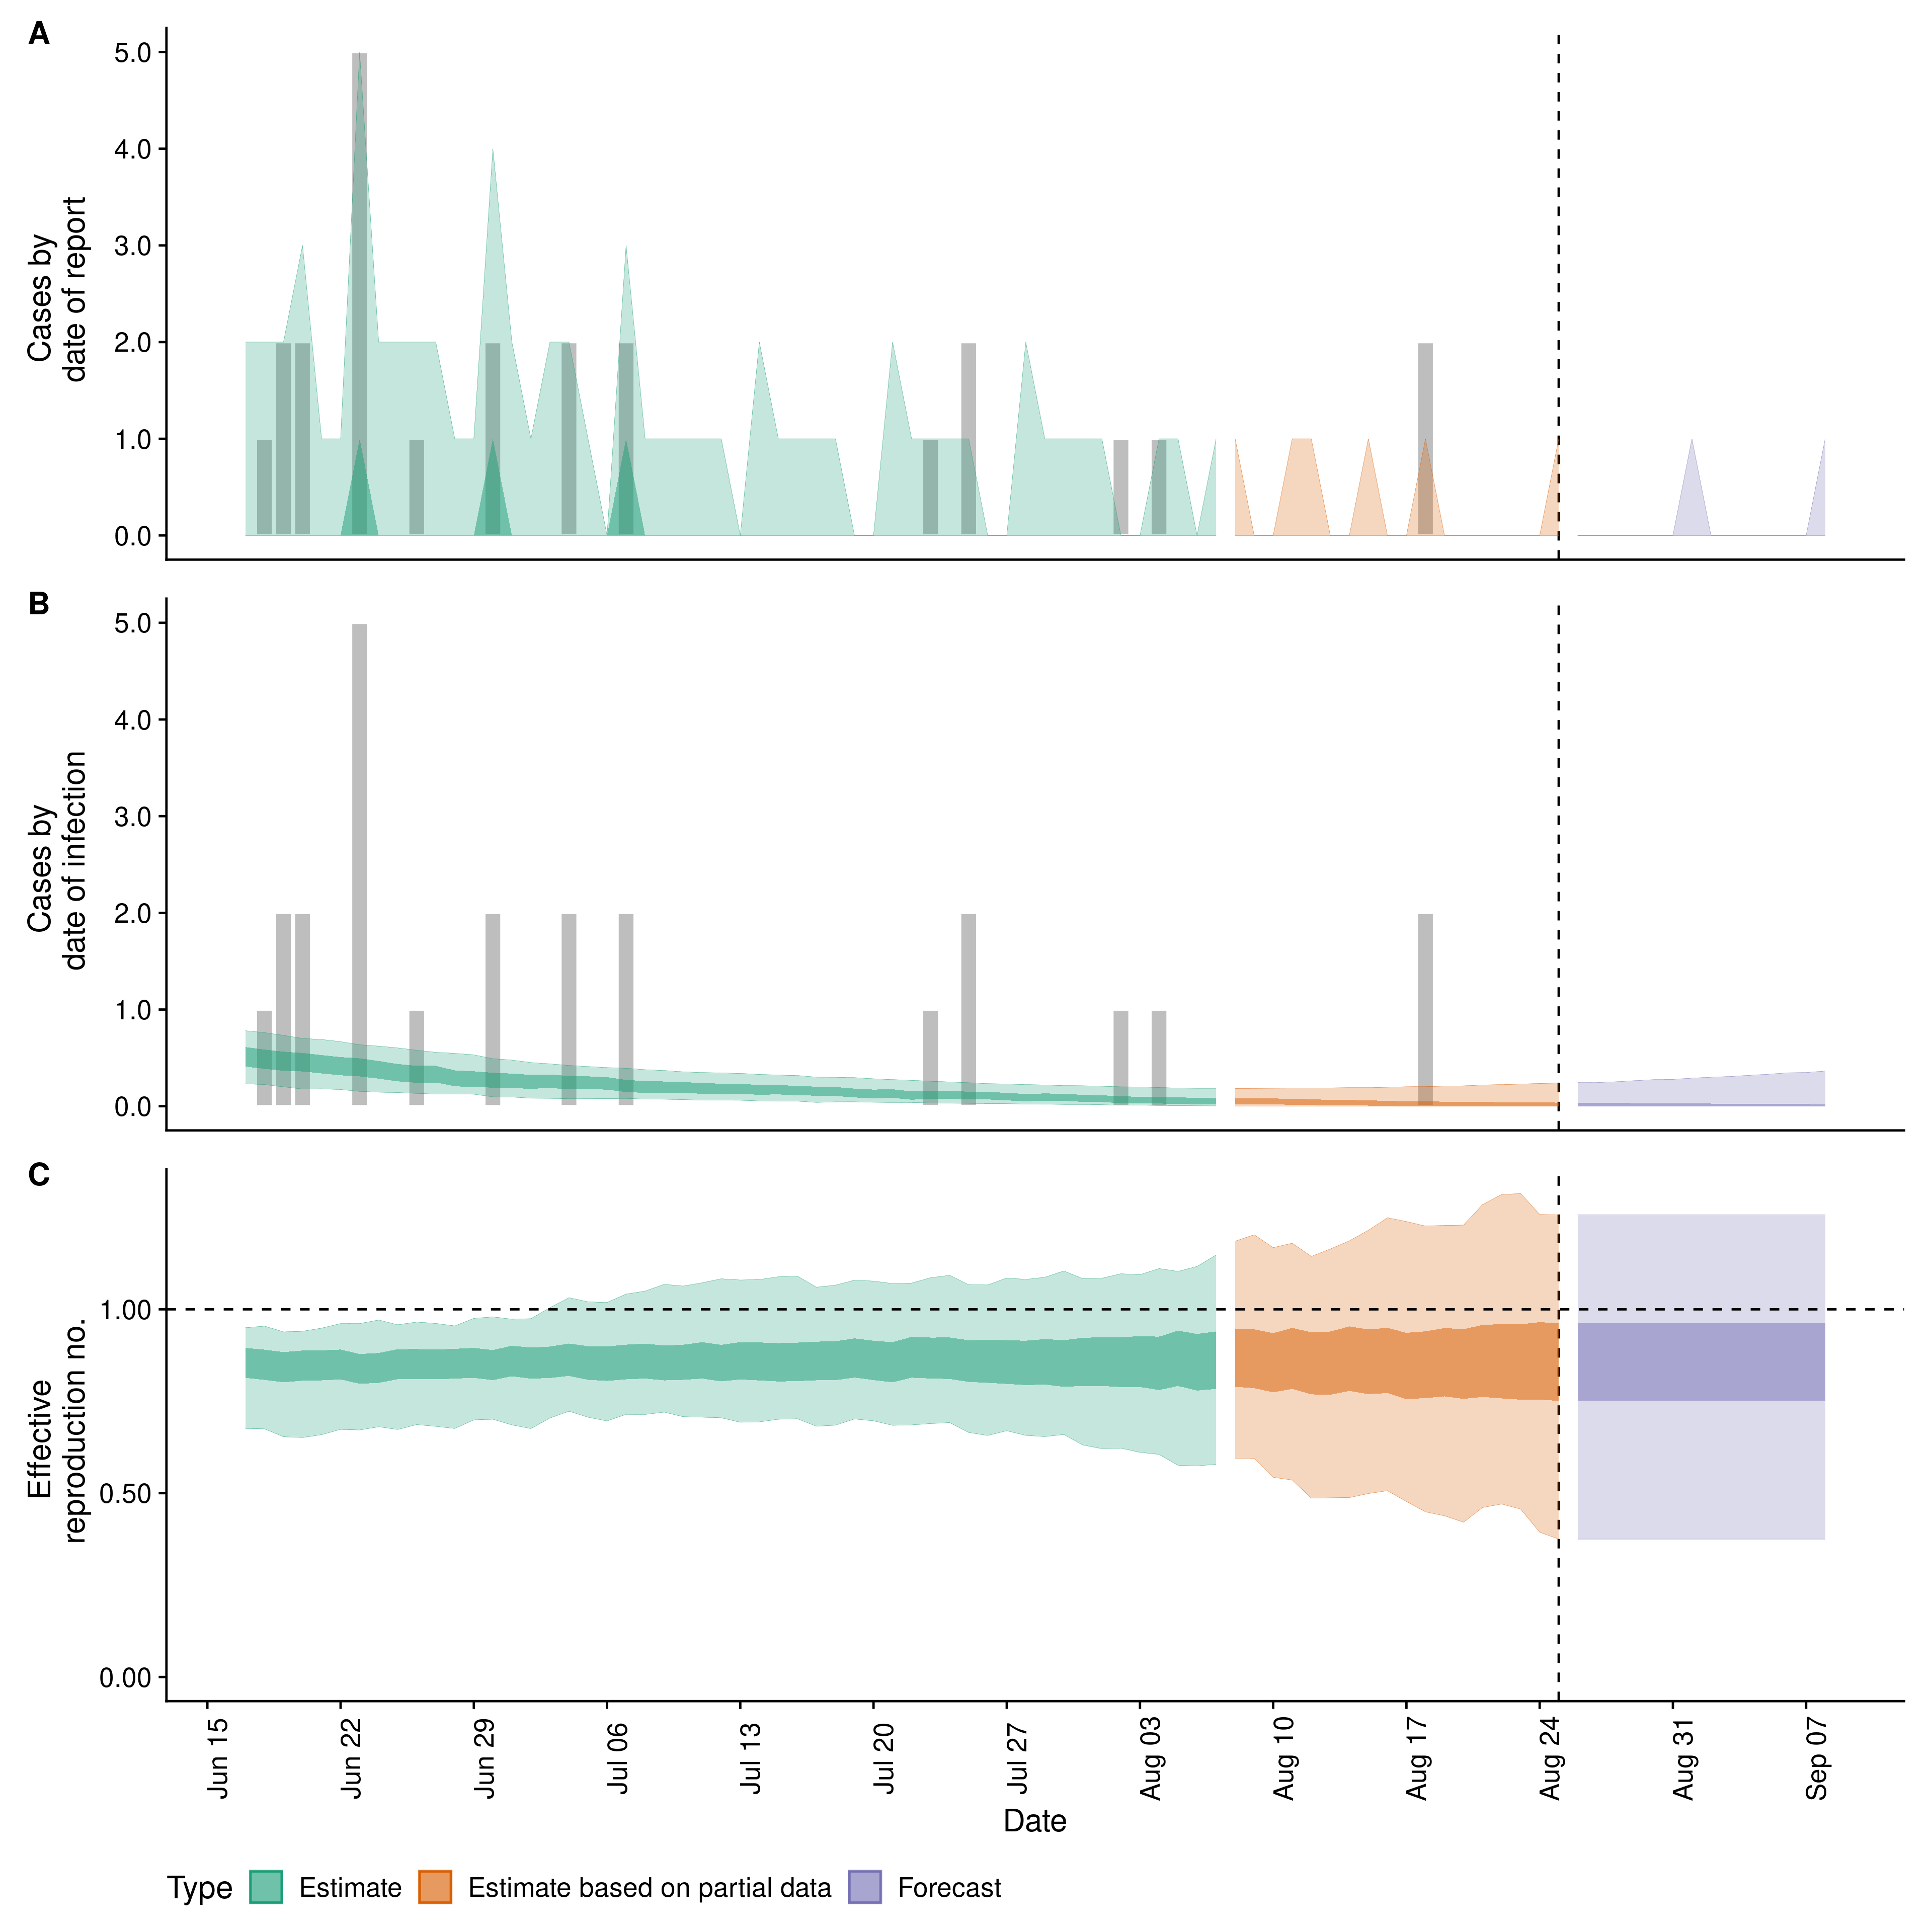 A
Cases by
date of report
5.0
4.0
3.0
2.0
1.0
0.0
B
Cases by
date of infection
5.0
4.0
3.0
2.0
1.0
0.0
C
Effective
reproduction no.
1.00
0.50
0.00
Jun 15
Jun 22
Jun 29
Jul 06
Jul 13
Jul 20
Jul 27
Aug 03
Aug 10
Aug 17
Aug 24
Aug 31
Sep 07
Date
Type Estimate Estimate based on partial data Forecast